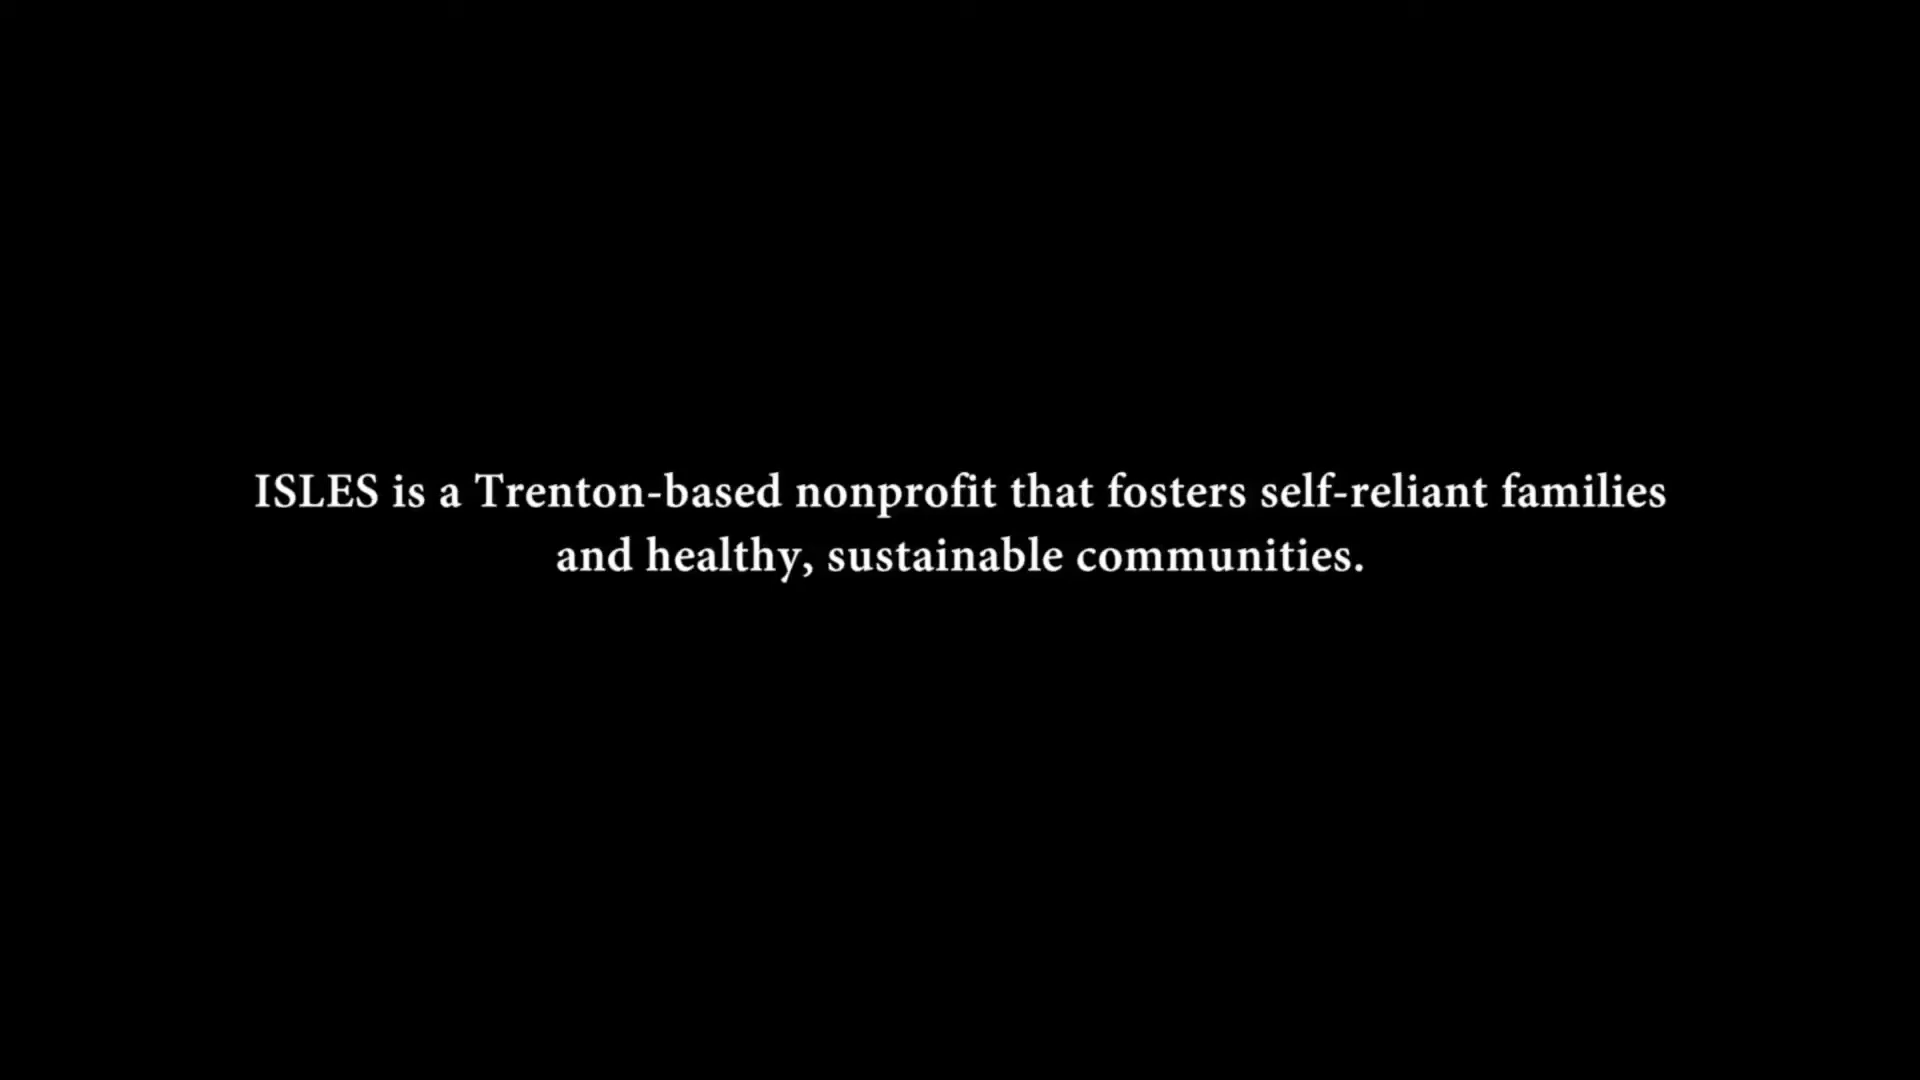 ISLES is a Trenton-based nonprofit that fosters self-reliant families
and healthy, sustainable communities.